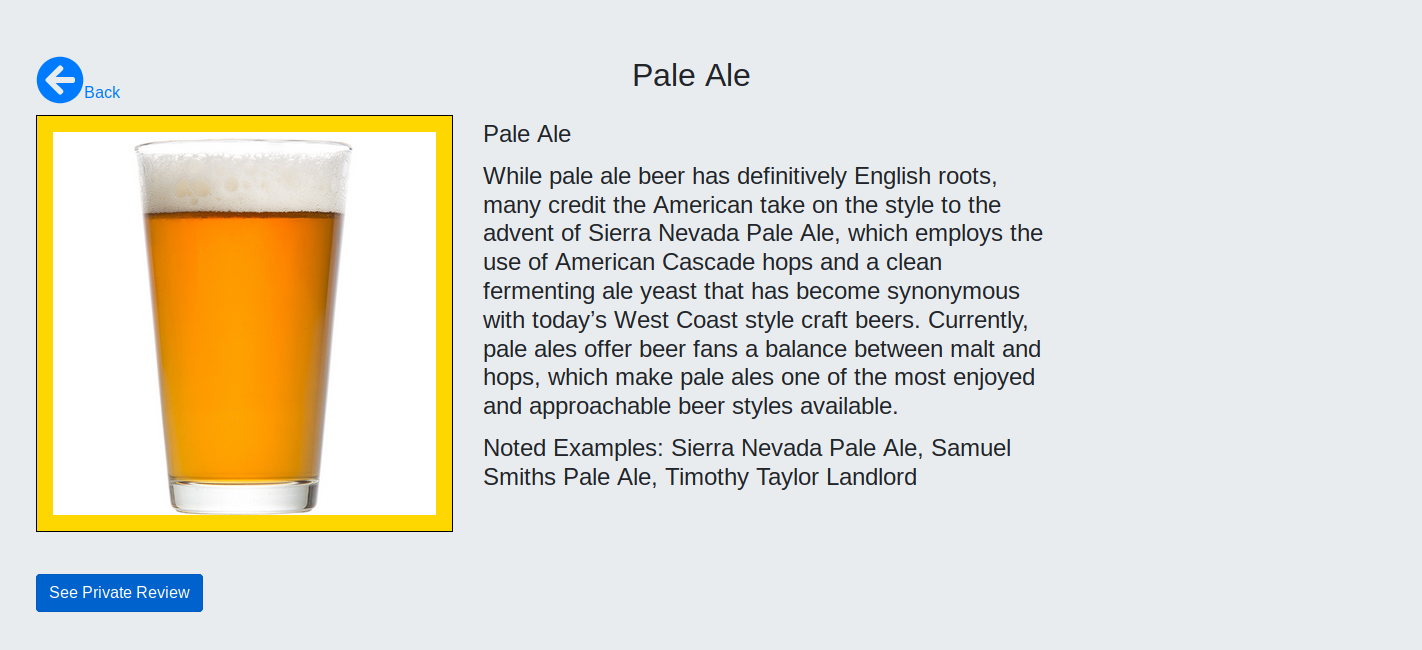 Back
Pale Ale
Pale Ale
While pale ale beer has definitively English roots,
many credit the American take on the style to the
advent of Sierra Nevada Pale Ale, which employs the
use of American Cascade hops and a clean
fermenting ale yeast that has become synonymous
with today’s West Coast style craft beers. Currently,
pale ales offer beer fans a balance between malt and
hops, which make pale ales one of the most enjoyed
and approachable beer styles available.
Noted Examples: Sierra Nevada Pale Ale, Samuel
Smiths Pale Ale, Timothy Taylor Landlord
See Private Review